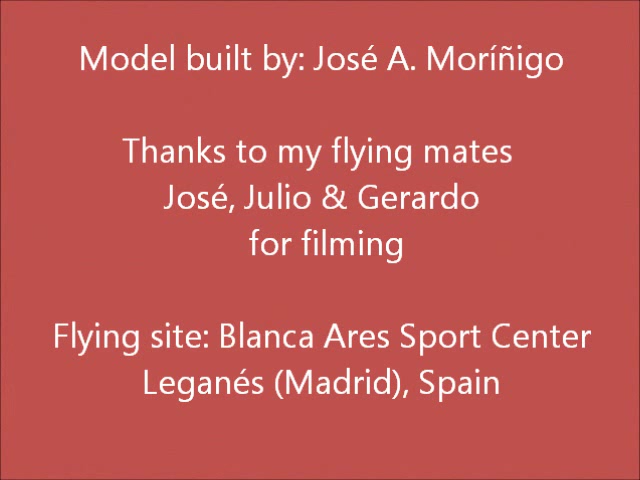 Model built by: José A. Moríñigo
Thanks to my flying mates
José, Julio & Gerardo
for filming
Flying site: Blanca Ares Sport Center
Leganés (Madrid), Spain